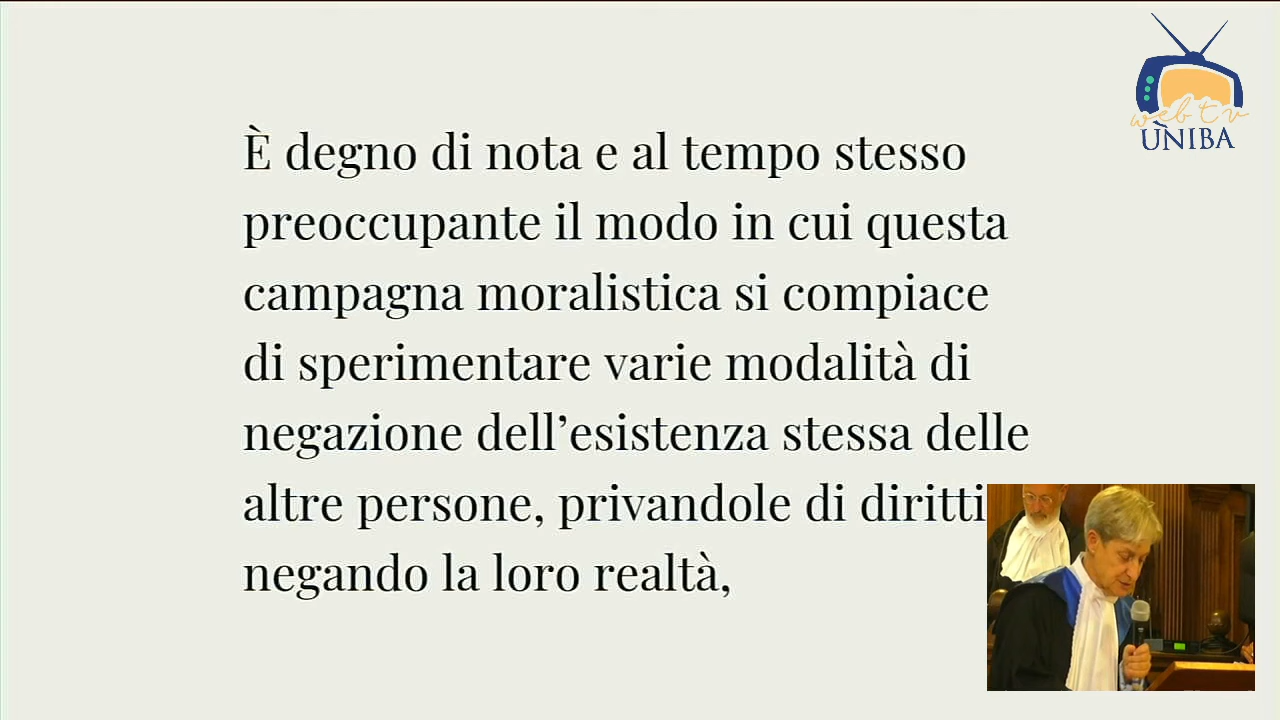 web tv
UNIBA
È degno di nota e al tempo stesso
preoccupante il modo in cui questa
campagna moralistica si compiace
di sperimentare varie modalità di
negazione dell’esistenza stessa delle
altre persone, privandole di diritti
negando la loro realtà,